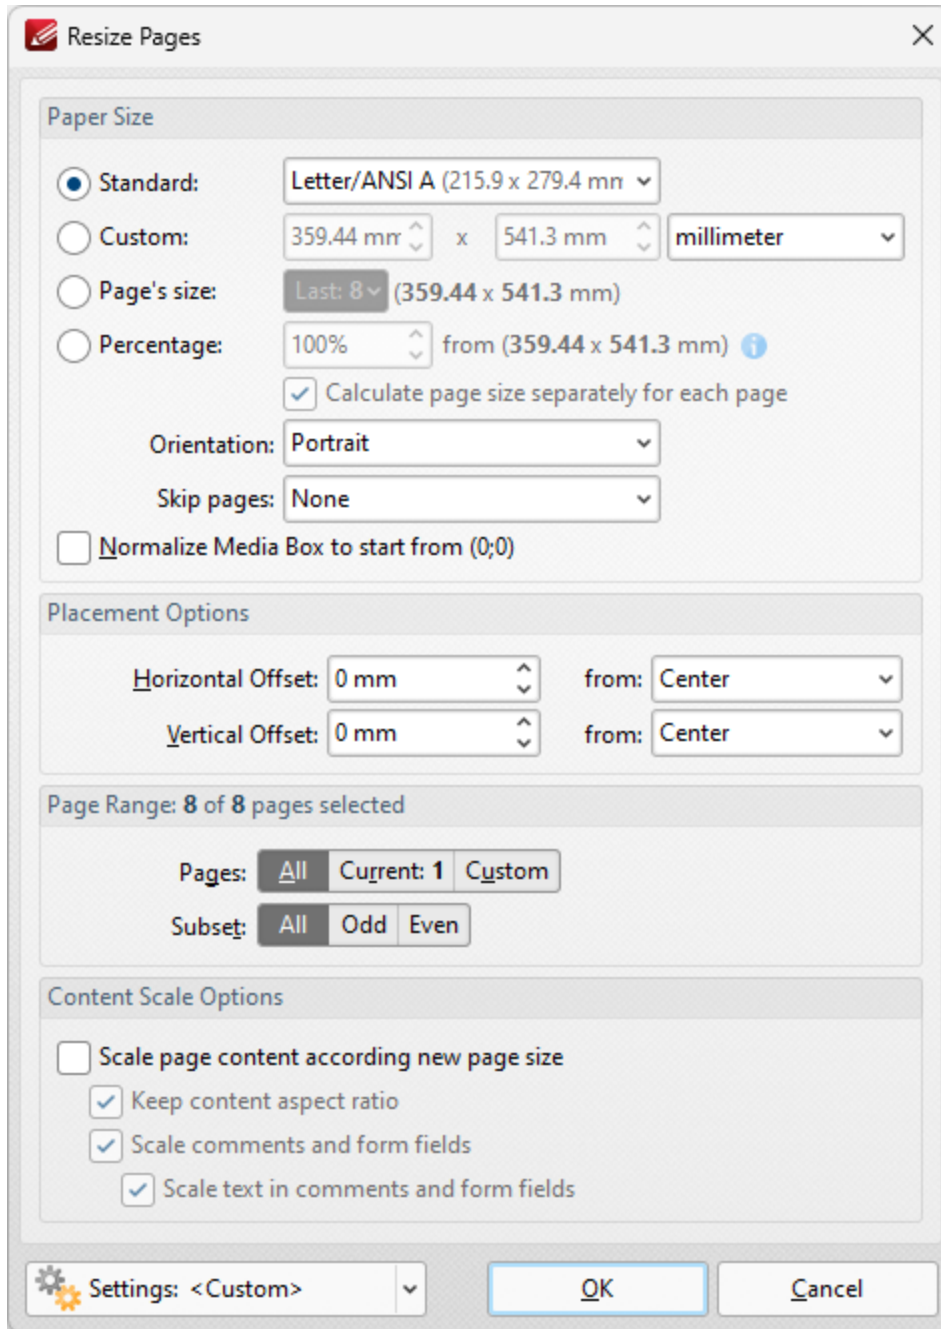 Resize Pages
Paper Size
Standard: Letter/ANSI A (215.9 x 279.4 mm
Custom: 359.44 mm x 541.3 mm millimeter
Page's size: Last: 8 (359.44 x 541.3 mm)
Percentage: 100% from (359.44 x 541.3 mm)
Calculate page size separately for each page
Orientation: Portrait
Skip pages: None
Normalize Media Box to start from (0;0)
Placement Options
Horizontal Offset: 0 mm from: Center
Vertical Offset: 0 mm from: Center
Page Range: 8 of 8 pages selected
Pages: All Current: 1 Custom
Subset: All Odd Even
Content Scale Options
Scale page content according new page size
Keep content aspect ratio
Scale comments and form fields
Scale text in comments and form fields
Settings: <Custom> OK Cancel